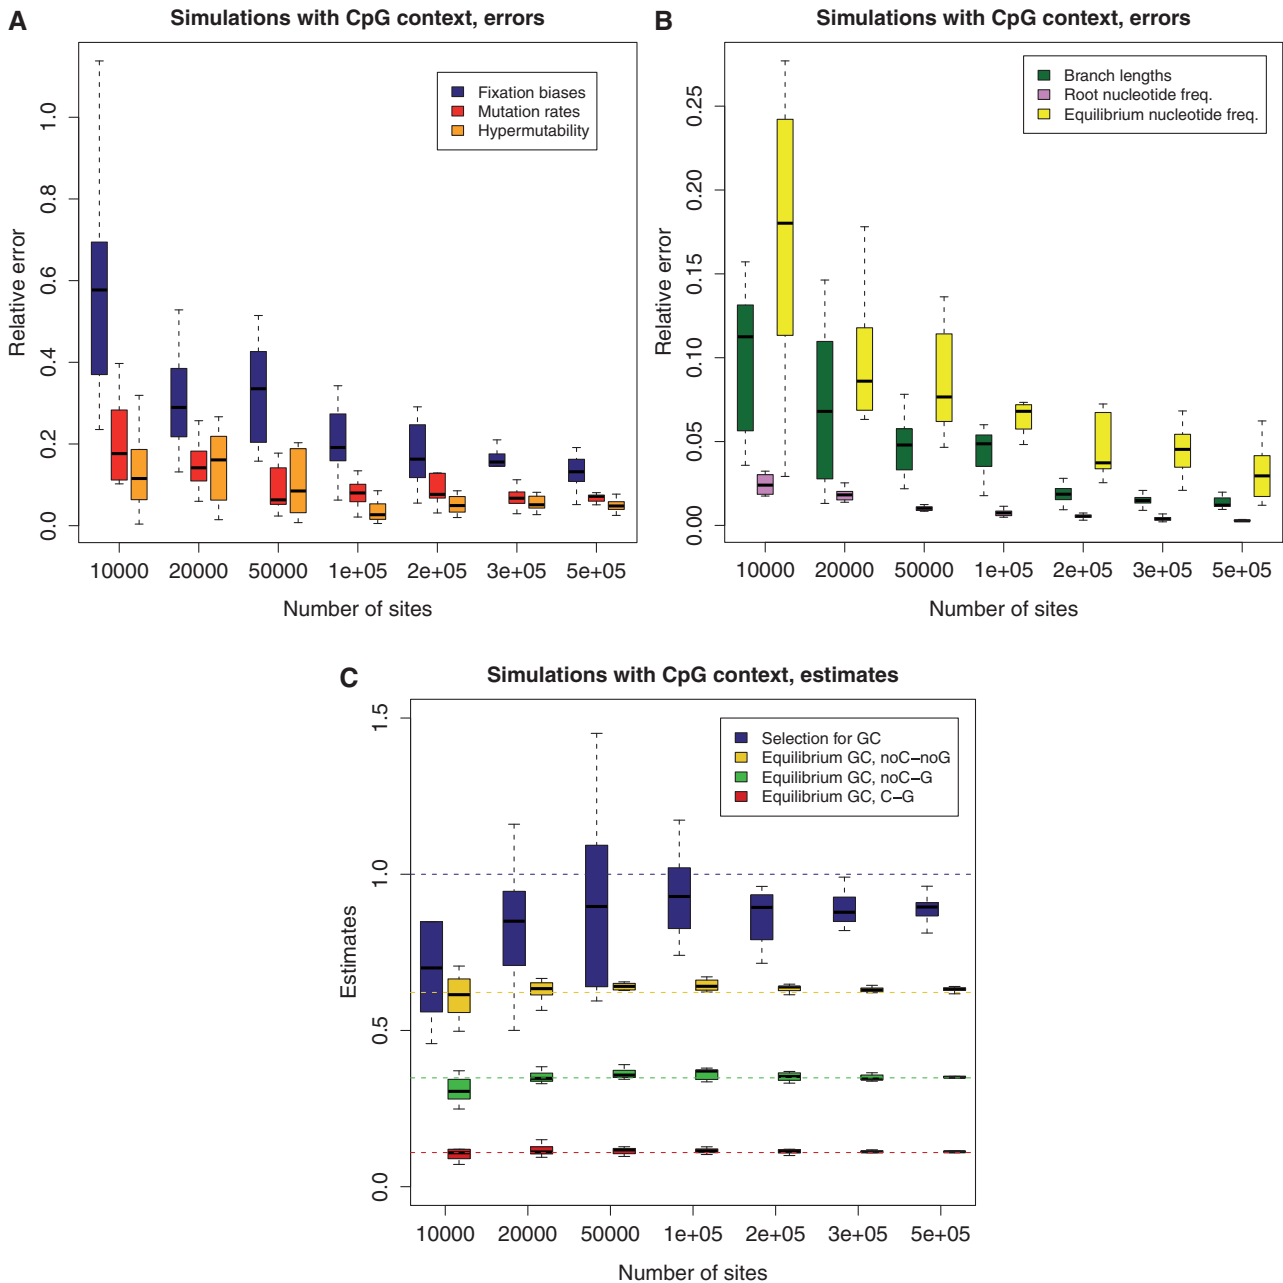 A
Simulations with CpG context, errors
Relative error
1.0
0.8
0.6
0.4
0.2
0.0
Fixation biases
Mutation rates
Hypermutability
10000 20000 50000 1e+05 2e+05 3e+05 5e+05
Number of sites
B
Simulations with CpG context, errors
Relative error
0.25
0.20
0.15
0.10
0.05
0.00
Branch lengths
Root nucleotide freq.
Equilibrium nucleotide freq.
10000 20000 50000 1e+05 2e+05 3e+05 5e+05
Number of sites
C
Simulations with CpG context, estimates
Estimates
1.5
1.0
0.5
0.0
Selection for GC
Equilibrium GC, noC−noG
Equilibrium GC, noC−G
Equilibrium GC, C−G
10000 20000 50000 1e+05 2e+05 3e+05 5e+05
Number of sites